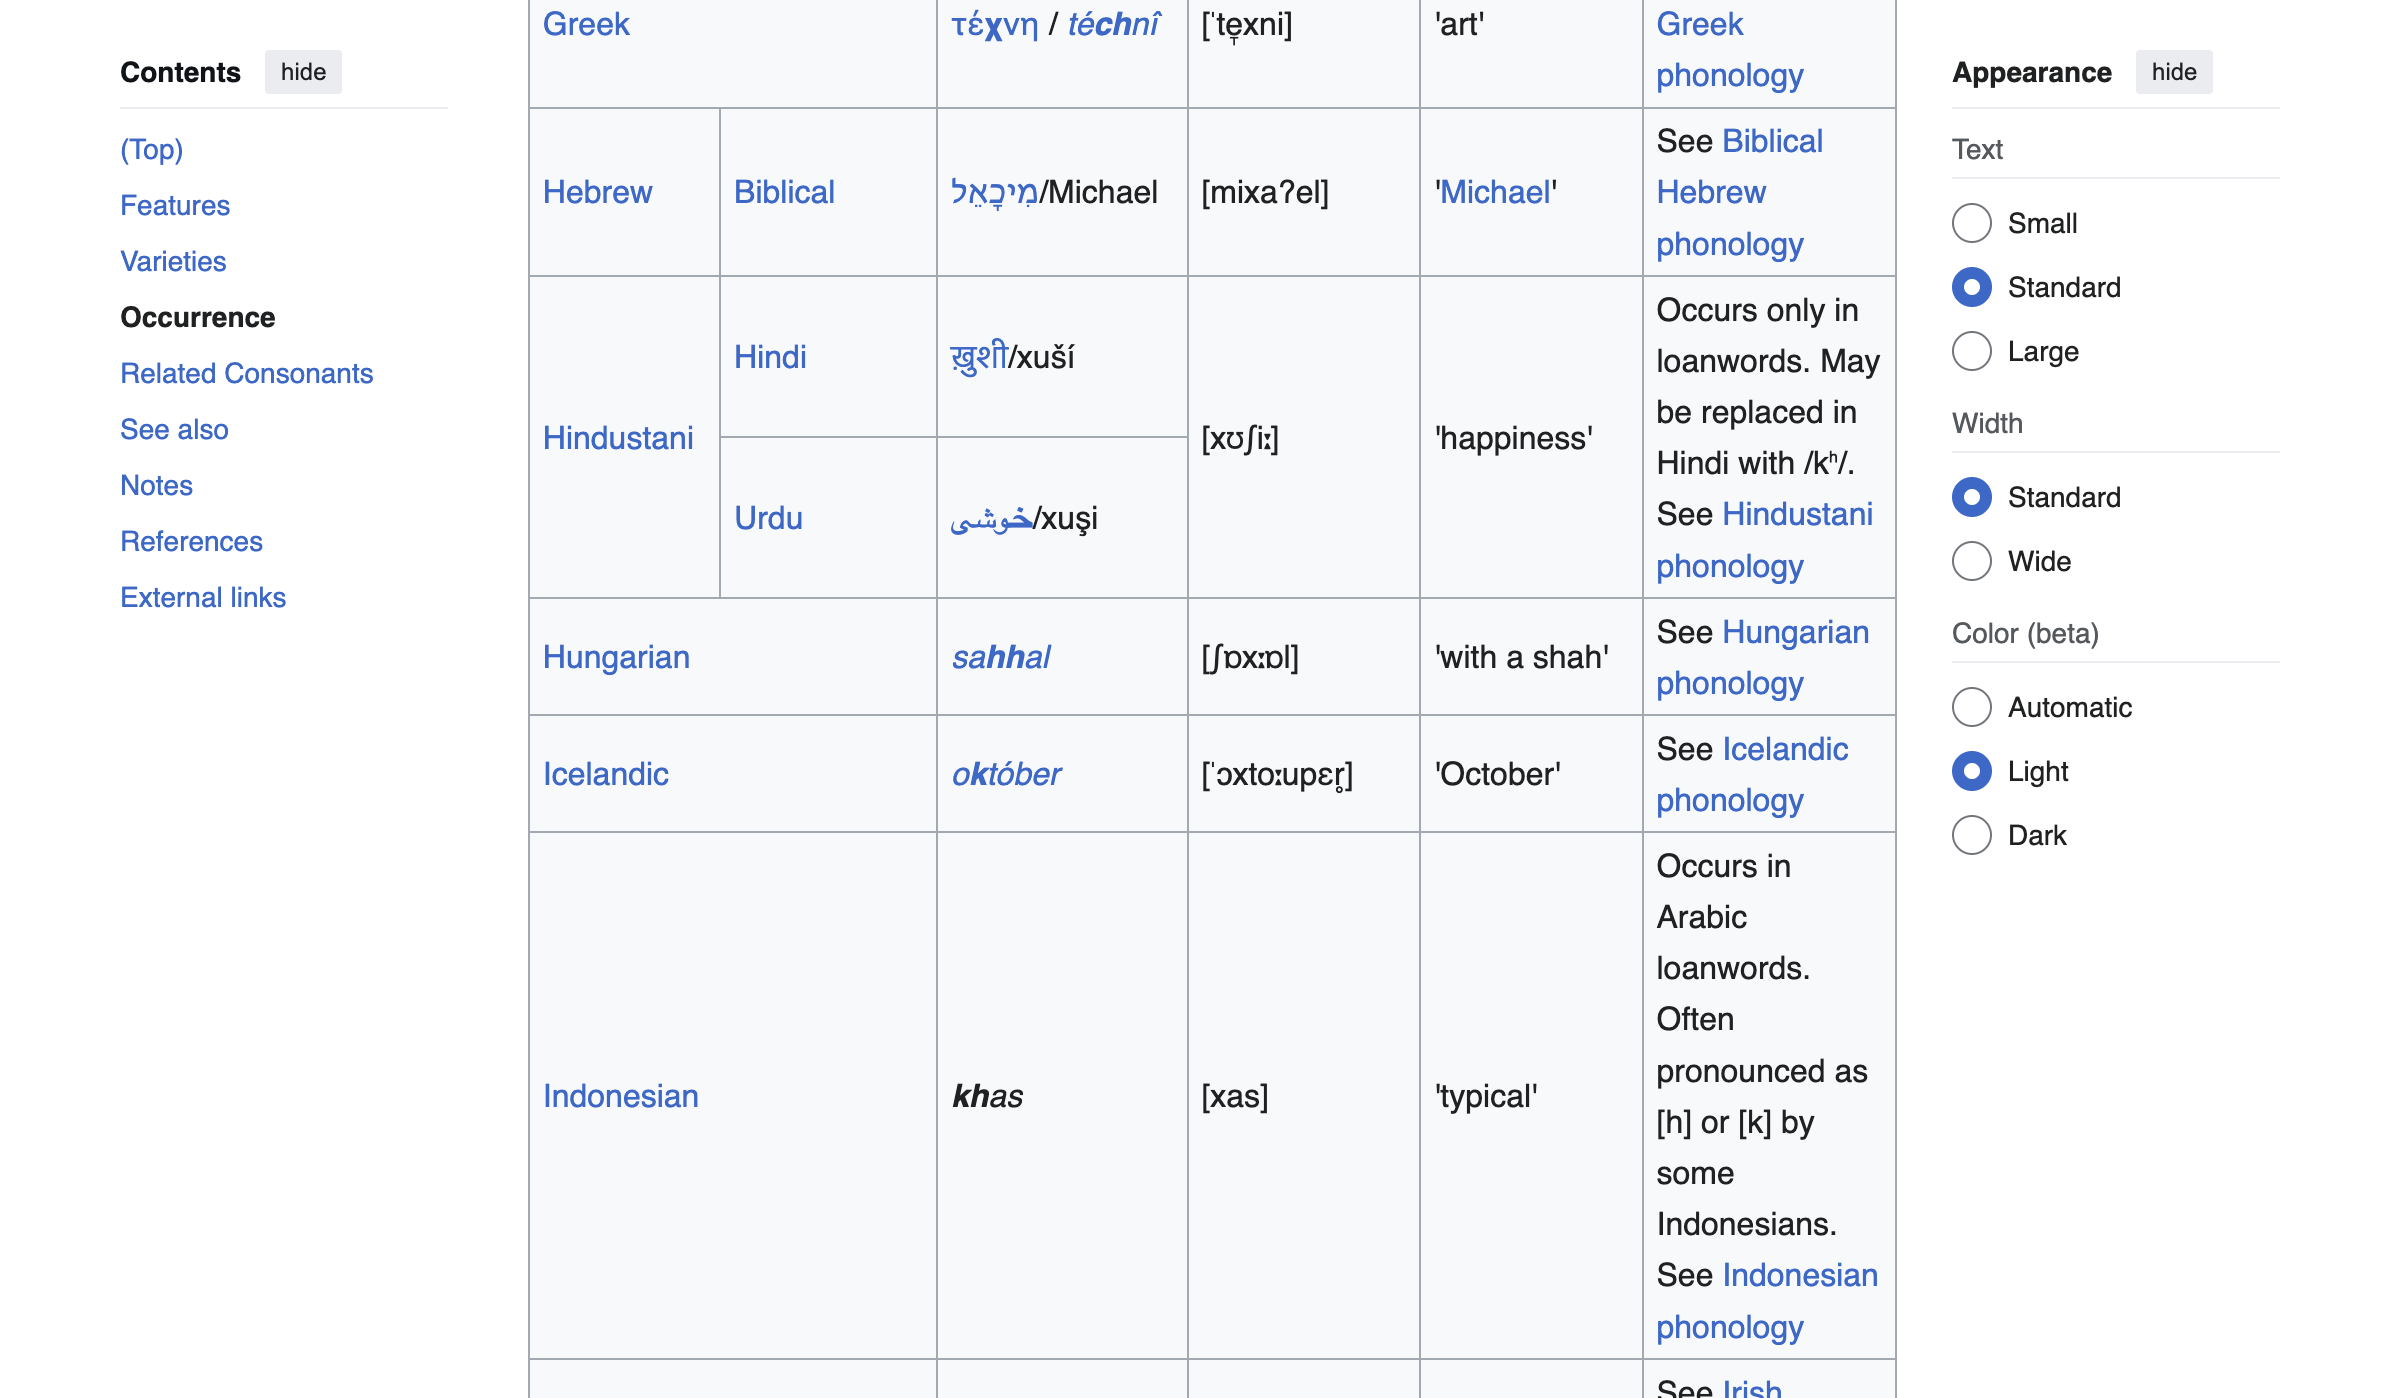 Contents hide
(Top)
Features
Varieties
Occurrence
Related Consonants
See also
Notes
References
External links
Greek τέχνη / téchnî [ˈte̞xni] 'art' Greek
phonology
Hebrew Biblical מִיכָאֵל/Michael [mixaʔel] 'Michael' See Biblical
Hebrew
phonology
Hindustani Hindi ख़ुशी/xuší [xʊʃiː] 'happiness' Occurs only in
loanwords. May
be replaced in
Hindi with /kʰ/.
See Hindustani
phonology
Urdu خوشی/xuşi
Hungarian sahhal [ʃɒxːɒl] 'with a shah' See Hungarian
phonology
Icelandic október [ˈɔxtoːupɛr̥] 'October' See Icelandic
phonology
Indonesian khas [xas] 'typical' Occurs in
Arabic
loanwords.
Often
pronounced as
[h] or [k] by
some
Indonesians.
See Indonesian
phonology
See Irish
Appearance hide
Text
Small
Standard
Large
Width
Standard
Wide
Color (beta)
Automatic
Light
Dark